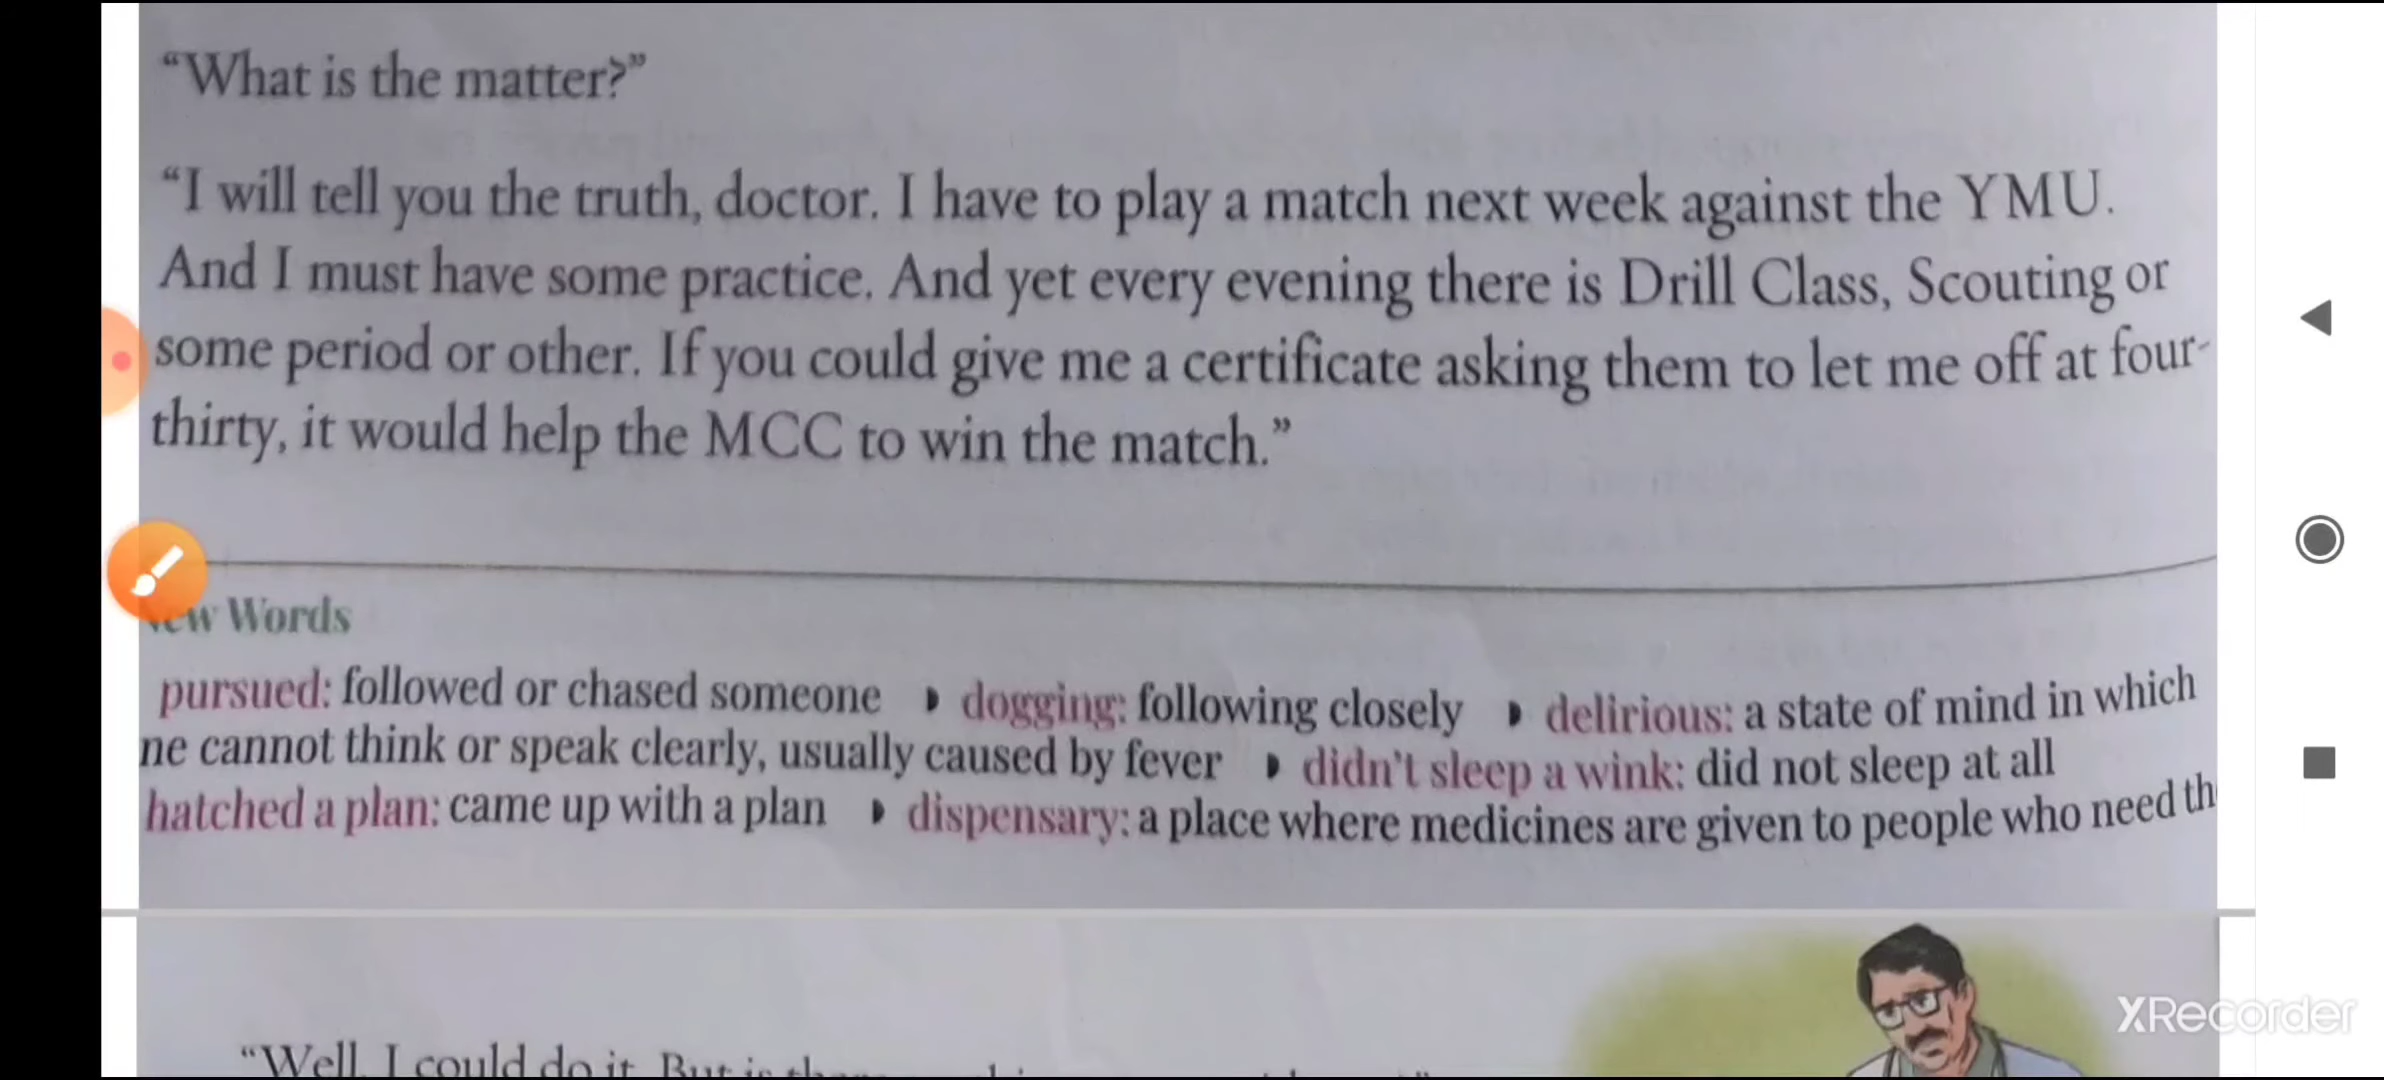 “What is the matter?”
“I will tell you the truth, doctor. I have to play a match next week against the YMU.
And I must have some practice. And yet every evening there is Drill Class, Scouting or
some period or other. If you could give me a certificate asking them to let me off at four-
thirty, it would help the MCC to win the match.”
New Words
pursued: followed or chased someone ◗ dogging: following closely ◗ delirious: a state of mind in which
ne cannot think or speak clearly, usually caused by fever ◗ didn't sleep a wink: did not sleep at all
hatched a plan: came up with a plan ◗ dispensary: a place where medicines are given to people who need th
XRecorder
“Well, I could do it. But is